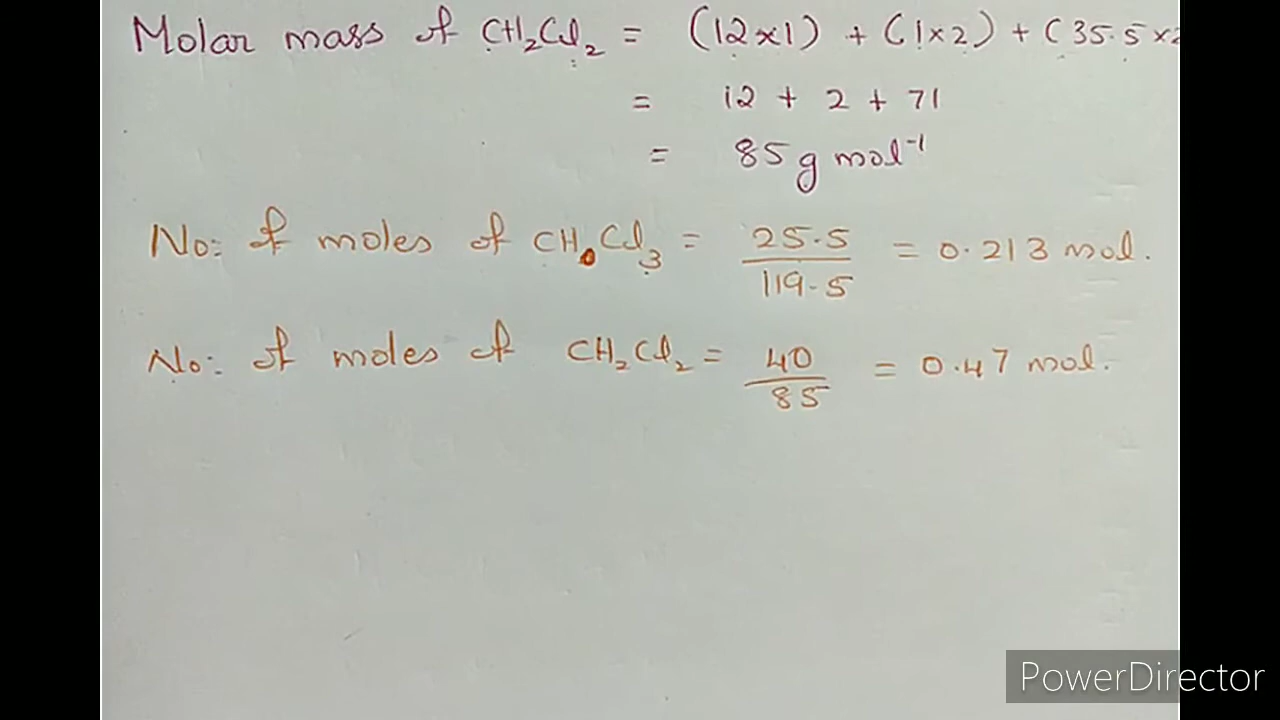 Molar mass of CH₂Cl₂ = (12×1) + (1×2) + (35.5×2
= 12 + 2 + 71
= 85 g mol⁻¹
No: of moles of CHCl₃ = 25.5/119.5 = 0.213 mol.
No: of moles of CH₂Cl₂ = 40/85 = 0.47 mol.
PowerDirector